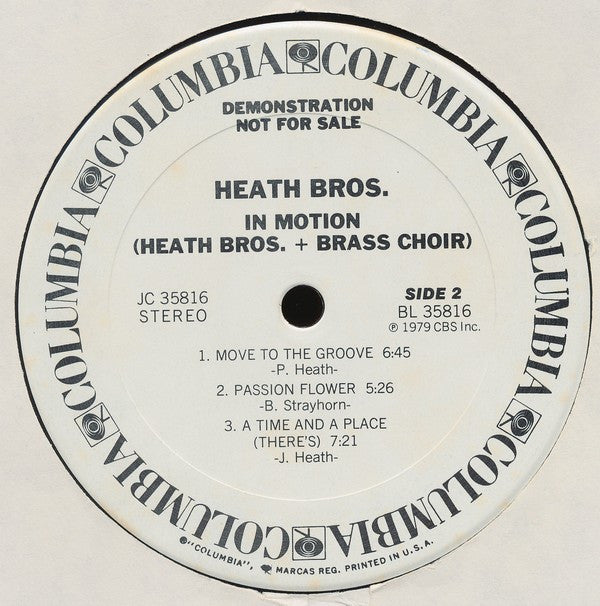 COLUMBIA COLUMBIA COLUMBIA COLUMBIA COLUMBIA COLUMBIA COLUMBIA COLUMBIA
DEMONSTRATION
NOT FOR SALE
HEATH BROS.
IN MOTION
(HEATH BROS. + BRASS CHOIR)
JC 35816
STEREO
SIDE 2
BL 35816
℗ 1979 CBS Inc.
1. MOVE TO THE GROOVE 6:45
-P. Heath-
2. PASSION FLOWER 5:26
-B. Strayhorn-
3. A TIME AND A PLACE
(THERE'S) 7:21
-J. Heath-
®"COLUMBIA", MARCAS REG. PRINTED IN U.S.A.